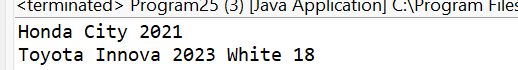 <terminated> Program25 (3) [Java Application] C:\Program Files
Honda City 2021
Toyota Innova 2023 White 18